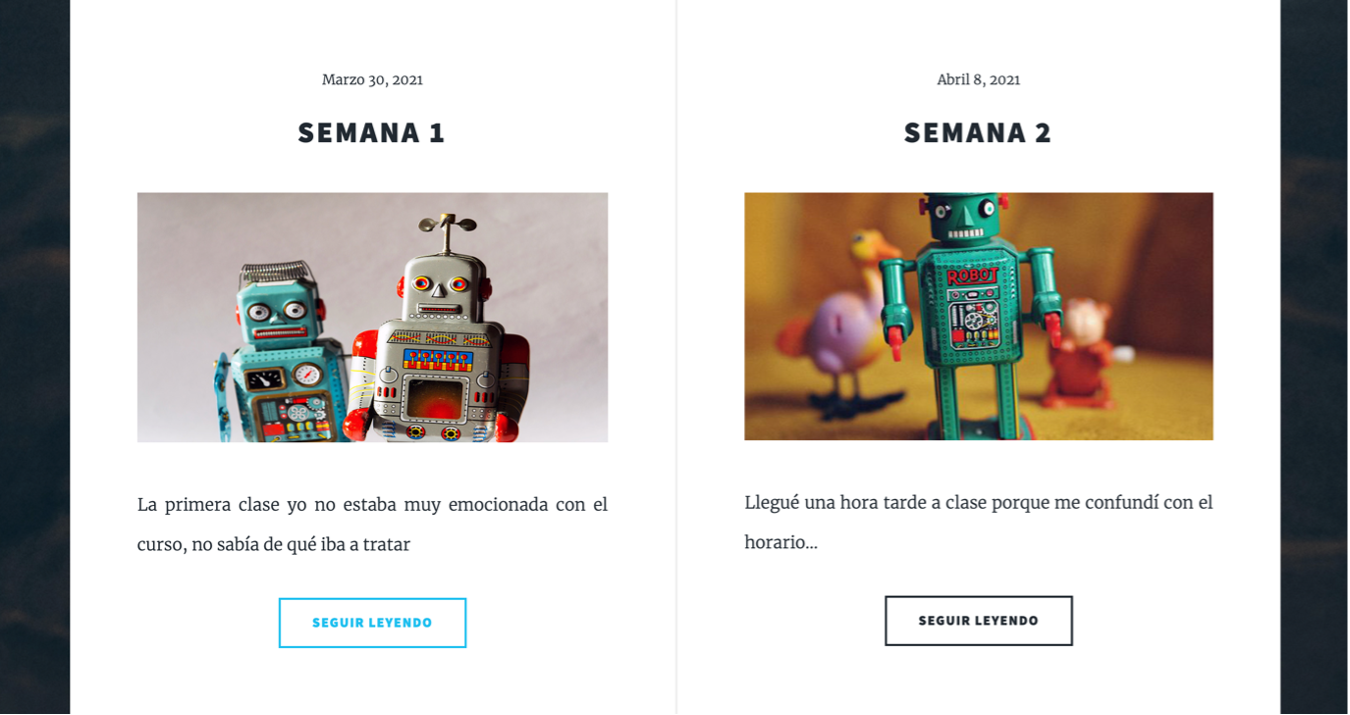 Marzo 30, 2021
SEMANA 1
La primera clase yo no estaba muy emocionada con el
curso, no sabía de qué iba a tratar
SEGUIR LEYENDO
Abril 8, 2021
SEMANA 2
ROBOT
Llegué una hora tarde a clase porque me confundí con el
horario...
SEGUIR LEYENDO